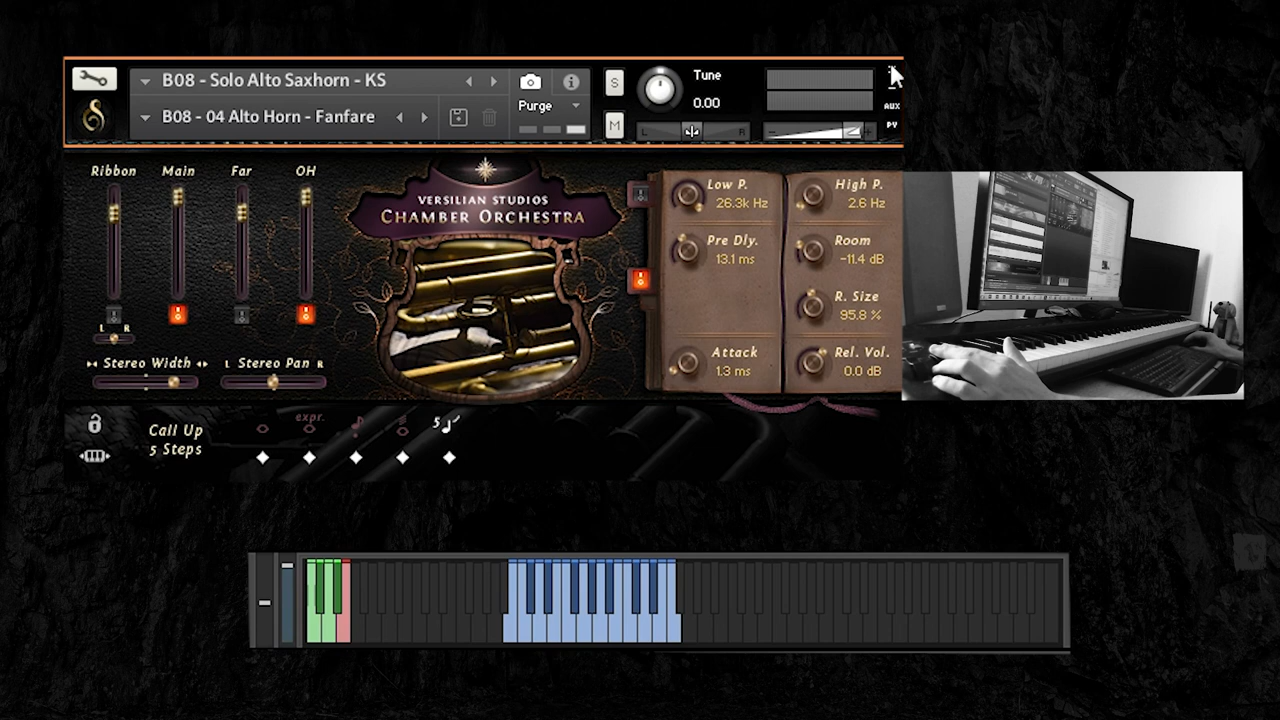 B08 - Solo Alto Saxhorn - KS
B08 - 04 Alto Horn - Fanfare
Purge
S
M
Tune
0.00
L R
AUX
PV
Ribbon Main Far OH
L R
Stereo Width
L Stereo Pan R
VERSILIAN STUDIOS
CHAMBER ORCHESTRA
Low P.
26.3k Hz
High P.
2.6 Hz
Pre Dly.
13.1 ms
Room
-11.4 dB
R. Size
95.8 %
Attack
1.3 ms
Rel. Vol.
0.0 dB
Call Up
5 Steps
expr.
5